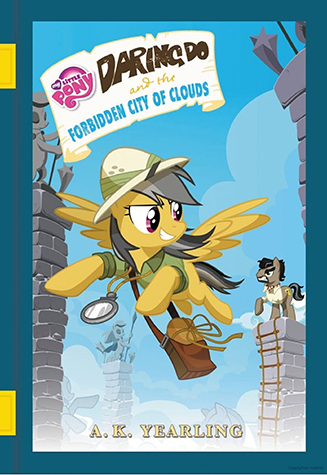 MY LITTLE
PONY
DARING DO
and the
FORBIDDEN CITY OF CLOUDS
A. K. YEARLING